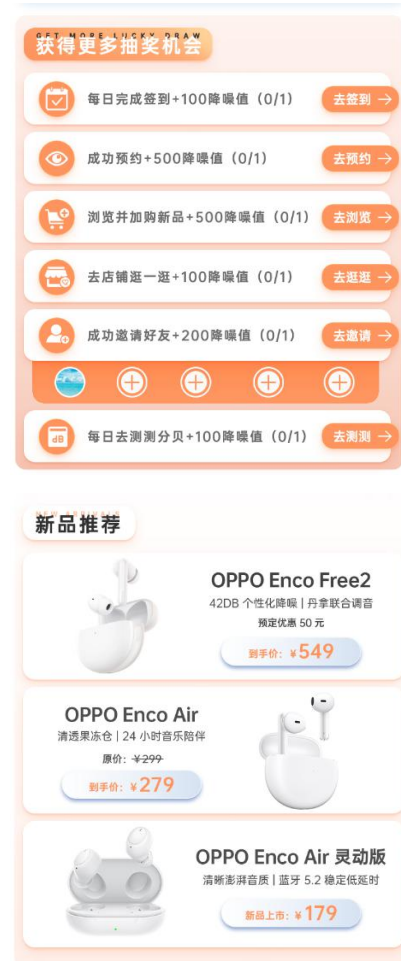 GET MORE LUCKY DRAW
获得更多抽奖机会
每日完成签到+100降噪值（0/1）
去签到
成功预约+500降噪值（0/1）
去预约
浏览并加购新品+500降噪值（0/1）
去浏览
去店铺逛一逛+100降噪值（0/1）
去逛逛
成功邀请好友+200降噪值（0/1）
去邀请
dB
每日去测测分贝+100降噪值（0/1）
去测测
NEW ARRIVALS
新品推荐
OPPO Enco Free2
42DB 个性化降噪 | 丹拿联合调音
预定优惠 50 元
到手价: ¥549
OPPO Enco Air
清透果冻仓 | 24 小时音乐陪伴
原价: ¥299
到手价: ¥279
OPPO Enco Air 灵动版
清晰澎湃音质 | 蓝牙 5.2 稳定低延时
新品上市: ¥179